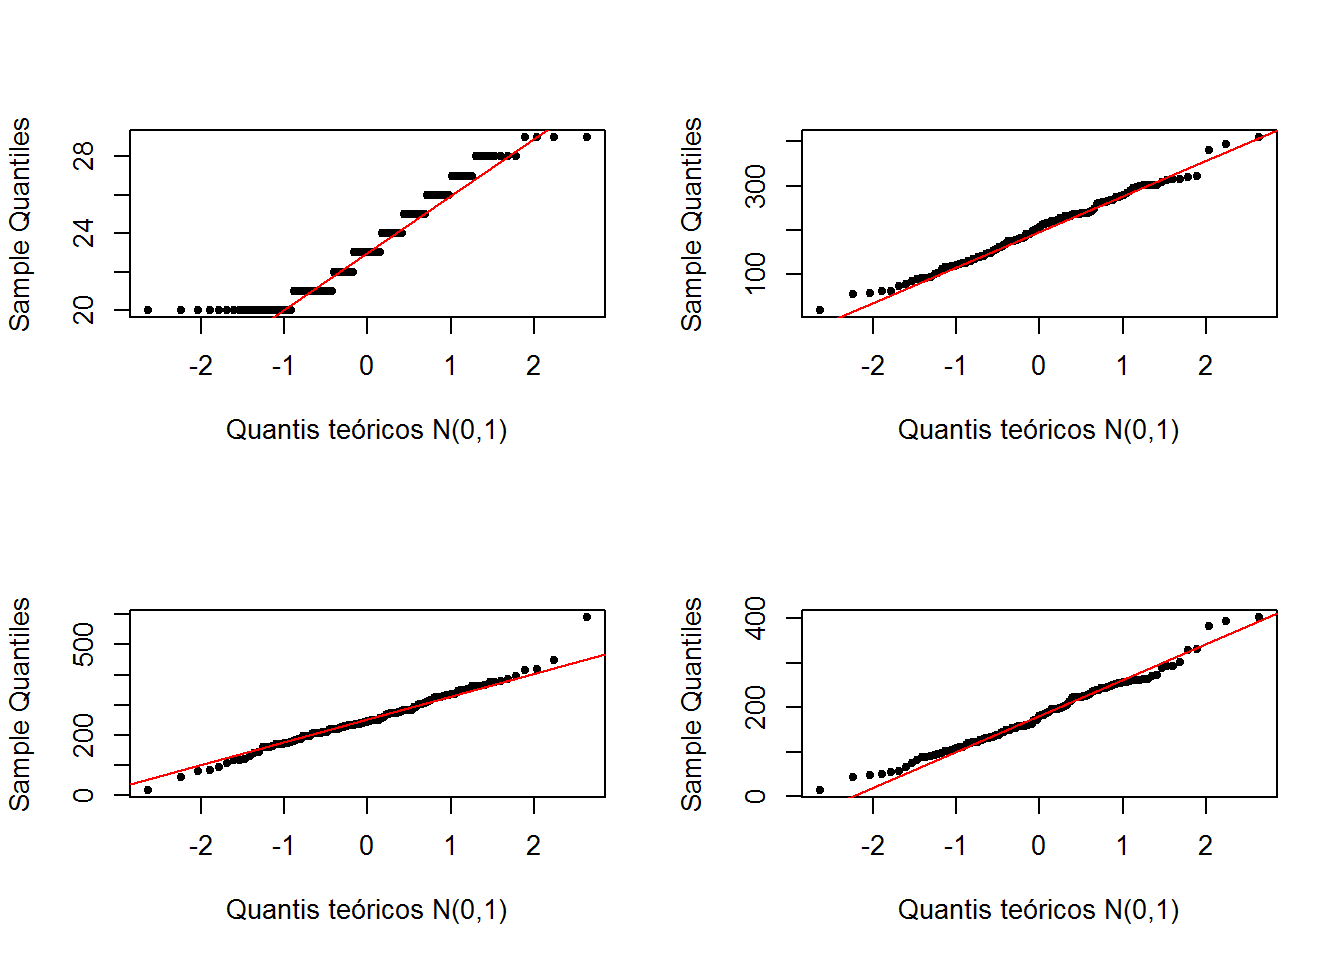 Sample Quantiles
20 24 28
-2 -1 0 1 2
Quantis teóricos N(0,1)
Sample Quantiles
100 300
-2 -1 0 1 2
Quantis teóricos N(0,1)
Sample Quantiles
0 200 500
-2 -1 0 1 2
Quantis teóricos N(0,1)
Sample Quantiles
0 200 400
-2 -1 0 1 2
Quantis teóricos N(0,1)